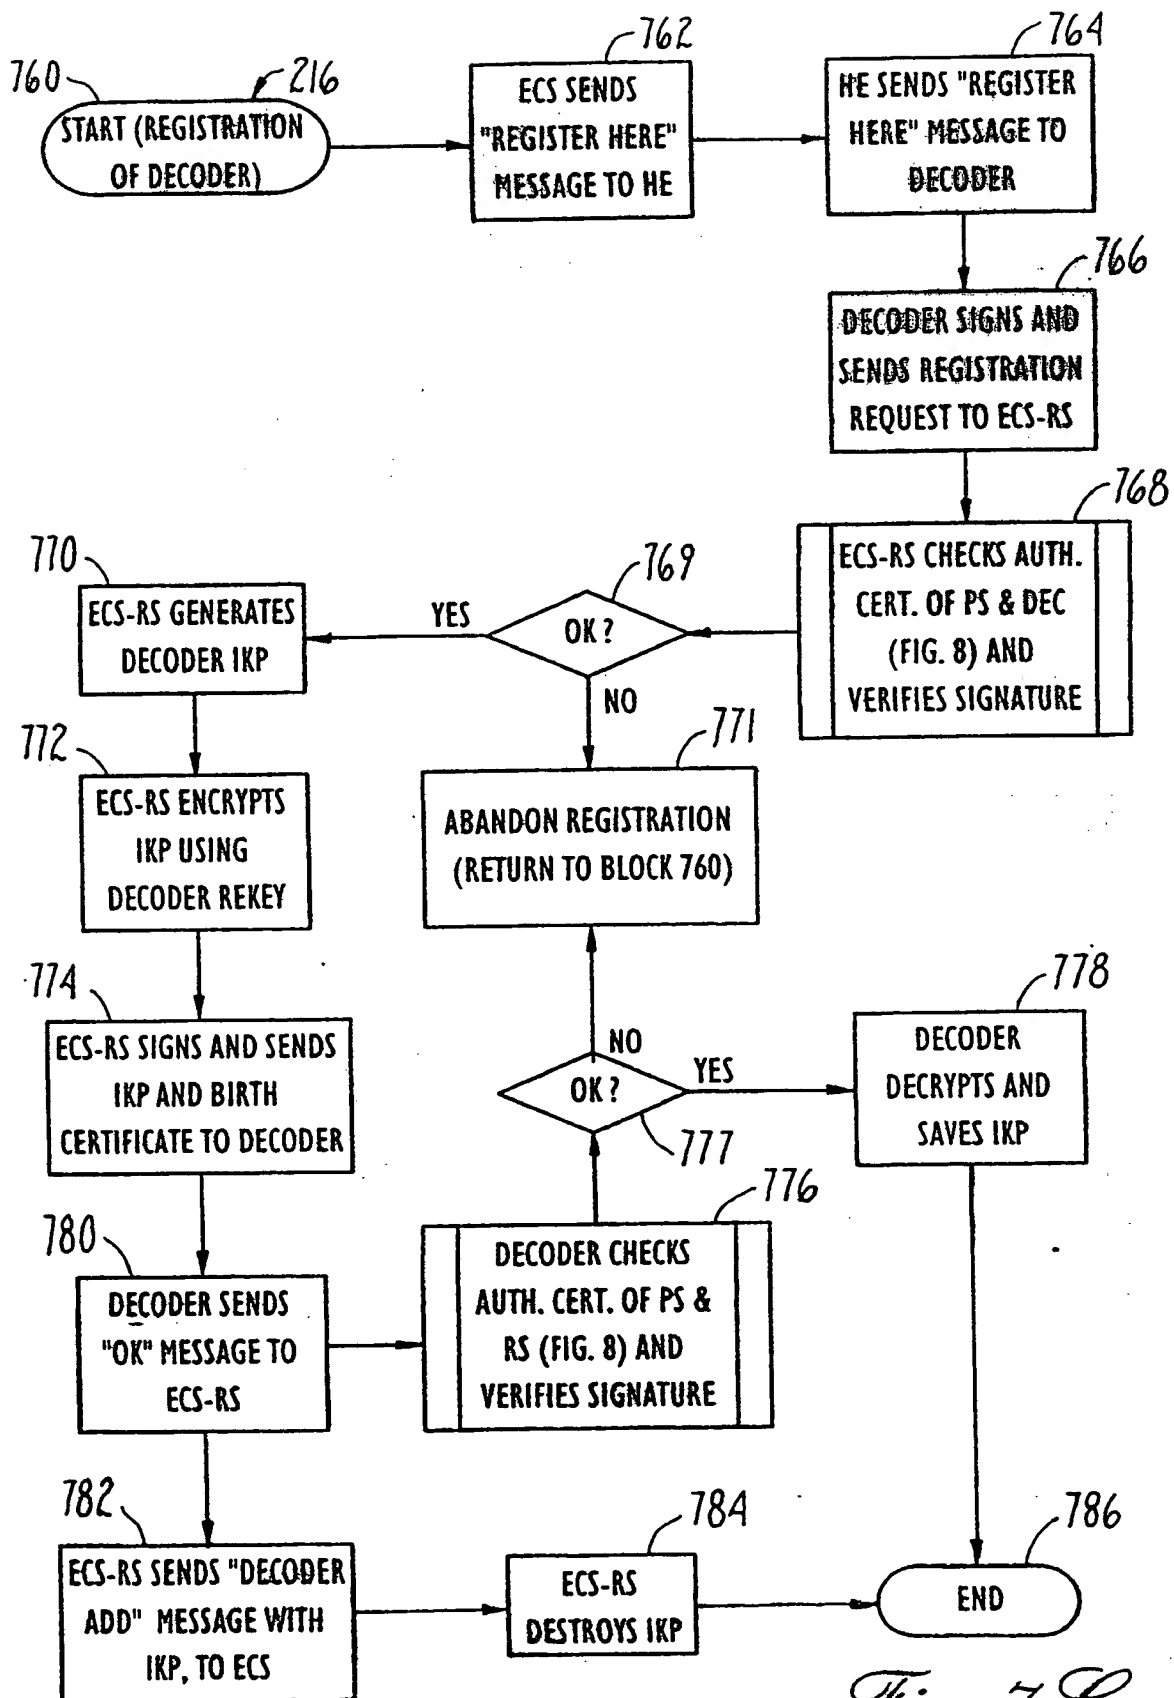 762
764
760
216
ECS SENDS
"REGISTER HERE"
MESSAGE TO HE
HE SENDS "REGISTER
HERE" MESSAGE TO
DECODER
START (REGISTRATION
OF DECODER)
766
DECODER SIGNS AND
SENDS REGISTRATION
REQUEST TO ECS-RS
768
ECS-RS CHECKS AUTH.
CERT. OF PS & DEC
(FIG. 8) AND
VERIFIES SIGNATURE
769
OK?
YES
NO
770
ECS-RS GENERATES
DECODER IKP
772
ECS-RS ENCRYPTS
IKP USING
DECODER REKEY
771
ABANDON REGISTRATION
(RETURN TO BLOCK 760)
774
ECS-RS SIGNS AND SENDS
IKP AND BIRTH
CERTIFICATE TO DECODER
NO
OK?
YES
777
778
DECODER
DECRYPTS AND
SAVES IKP
780
DECODER SENDS
"OK" MESSAGE TO
ECS-RS
776
DECODER CHECKS
AUTH. CERT. OF PS &
RS (FIG. 8) AND
VERIFIES SIGNATURE
782
ECS-RS SENDS "DECODER
ADD" MESSAGE WITH
IKP, TO ECS
784
ECS-RS
DESTROYS IKP
786
END